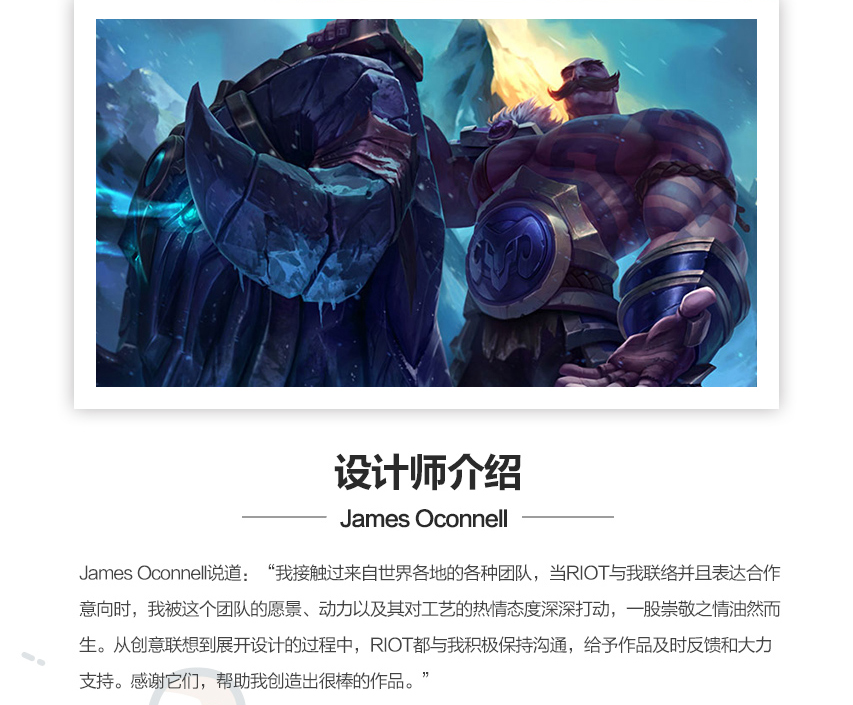 设计师介绍
James Oconnell
James Oconnell说道：“我接触过来自世界各地的各种团队，当RIOT与我联络并且表达合作
意向时，我被这个团队的愿景、动力以及其对工艺的热情态度深深打动，一股崇敬之情油然而
生。从创意联想到展开设计的过程中，RIOT都与我积极保持沟通，给予作品及时反馈和大力
支持。感谢它们，帮助我创造出很棒的作品。”